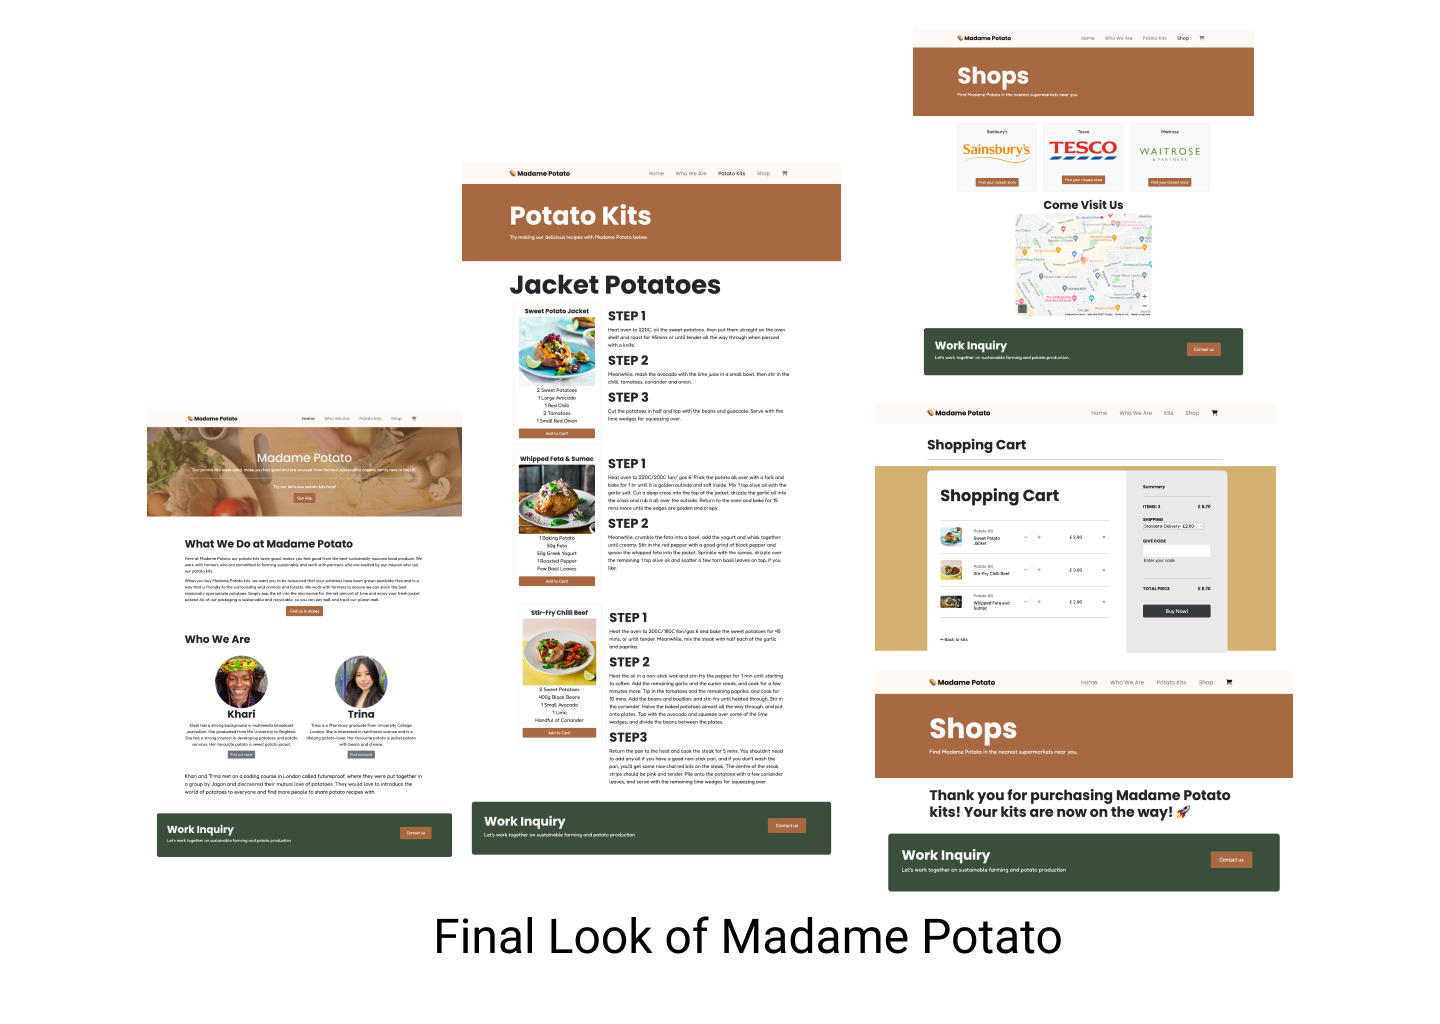 Madame Potato
Home Who We Are Potato Kits Shop
Madame Potato
Our potato kits taste good, make you feel good and are sourced from the best sustainable organic farms here in the UK.
Try our delicious potato kits here!
Our Kits
What We Do at Madame Potato
Here at Madame Potato, our potato kits taste good, makes you feel good from the best sustainably-sourced local produce. We
work with farmers who are committed to farming sustainably and work with partners who are excited by our mission who sell
our potato kits.
When you buy Madame Potato kits, we want you to be reassured that your potatoes have been grown pesticide-free and in a
way that is friendly to the surrounding wild animals and forests. We work with farmers to ensure we can stock the best
seasonally appropriate potatoes. Simply pop the kit into the microwave for the set amount of time and enjoy your fresh jacket
potato! All of our packaging is sustainable and recyclable, so you can eat well and treat our planet well.
Find us in stores
Who We Are
Khari
Khari has a strong background in multimedia broadcast
journalism. She graduated from the University to Brighton.
She has a strong interest in developing potatoes and potato
services. Her favourite potato is sweet potato jacket.
Find out more!
Trina
Trina is a Pharmacy graduate from University College
London. She is interested in nutritional science and is a
lifelong potato-lover. Her favourite potato is jacket potato
with beans and cheese.
Find out more!
Khari and Trina met on a coding course in London called futureproof, where they were put together in
a group by Jagan and discovered their mutual love of potatoes. They would love to introduce the
world of potatoes to everyone and find more people to share potato recipes with.
Work Inquiry
Let's work together on sustainable farming and potato production
Contact us
Madame Potato
Home Who We Are Potato Kits Shop
Potato Kits
Try making our delicious recipes with Madame Potato below.
Jacket Potatoes
Sweet Potato Jacket
2 Sweet Potatoes
1 Large Avocado
1 Red Chilli
2 Tomatoes
1 Small Red Onion
Add to Cart!
STEP 1
Heat oven to 220C, oil the sweet potatoes, then put them straight on the oven
shelf and roast for 45mins or until tender all the way through when pierced
with a knife.
STEP 2
Meanwhile, mash the avocado with the lime juice in a small bowl, then stir in the
chilli, tomatoes, coriander and onion.
STEP 3
Cut the potatoes in half and top with the beans and guacaole. Serve with the
lime wedges for squeezing over.
Whipped Feta & Sumac
1 Baking Potato
50g Feta
50g Greek Yogurt
1 Roasted Pepper
Few Basil Leaves
Add to Cart!
STEP 1
Heat oven to 220C/200C fan/ gas 6. Prick the potato all over with a fork and
bake for 1 hr until it is golden outside and soft inside. Mix 1 tsp olive oil with the
garlic salt. Cut a deep cross into the top of the jacket, drizzle the garlic oil into
the cross and rub it all over the outside. Return to the oven and bake for 15
mins more until the edges are golden and crispy.
STEP 2
Meanwhile, crumble the feta into a bowl, add the yogurt and whisk together
until creamy. Stir in the red pepper with a good grind of black pepper and
spoon the whipped feta into the jacket. Sprinkle with the sumac, drizzle over
the remaining 1 tsp olive oil and scatter a few torn basil leaves on top, if you
like.
Stir-Fry Chilli Beef
2 Sweet Potatoes
400g Black Beans
1 Small Avocado
1 Lime
Handful of Coriander
Add to Cart!
STEP 1
Heat the oven to 200C/180C fan/gas 6 and bake the sweet potatoes for 45
mins, or until tender. Meanwhile, mix the steak with half each of the garlic
and paprika.
STEP 2
Heat the oil in a non-stick wok and stir-fry the pepper for 1 min until starting
to soften. Add the remaining garlic and the cumin seeds, and cook for a few
minutes more. Tip in the tomatoes and the remaining paprika, and cook for
10 mins. Add the beans and bouillon, and stir-fry until heated through. Stir in
the coriander. Halve the baked potatoes almost all the way through, and put
onto plates. Top with the avocado and squeeze over some of the lime
wedges, and divide the beans between the plates.
STEP3
Return the pan to the heat and cook the steak for 5 mins. You shouldn't need
to add any oil if you have a good non-stick pan, and if you don't wash the
pan, you'll get some nice charred bits on the steak. The centre of the steak
strips should be pink and tender. Pile onto the potatoes with a few coriander
leaves, and serve with the remaining lime wedges for squeezing over.
Work Inquiry
Let's work together on sustainable farming and potato production
Contact us
Madame Potato
Home Who We Are Potato Kits Shop
Shops
Find Madame Potato in the nearest supermarkets near you.
Sainsbury's
Sainsbury's
Find your closest store
Tesco
TESCO
Find your closest store
Waitrose
WAITROSE
& PARTNERS
Find your closest store
Come Visit Us
Work Inquiry
Let's work together on sustainable farming and potato production
Contact us
Madame Potato
Home Who We Are Kits Shop
Shopping Cart
Shopping Cart
Potato Kit
Sweet Potato
Jacket
− + £ 2.80 ×
Potato Kit
Stir-Fry Chilli Beef
− + £ 3.00 ×
Potato Kit
Whipped Feta and
Sumac
− + £ 2.90 ×
←Back to kits
Summary
ITEMS: 3 £ 8.70
SHIPPING
Standard-Delivery- £2.00
GIVE CODE
Enter your code
TOTAL PRICE £ 8.70
Buy Now!
Madame Potato
Home Who We Are Potato Kits Shop
Shops
Find Madame Potato in the nearest supermarkets near you.
Thank you for purchasing Madame Potato
kits! Your kits are now on the way! 🚀
Work Inquiry
Let's work together on sustainable farming and potato production
Contact us
Final Look of Madame Potato